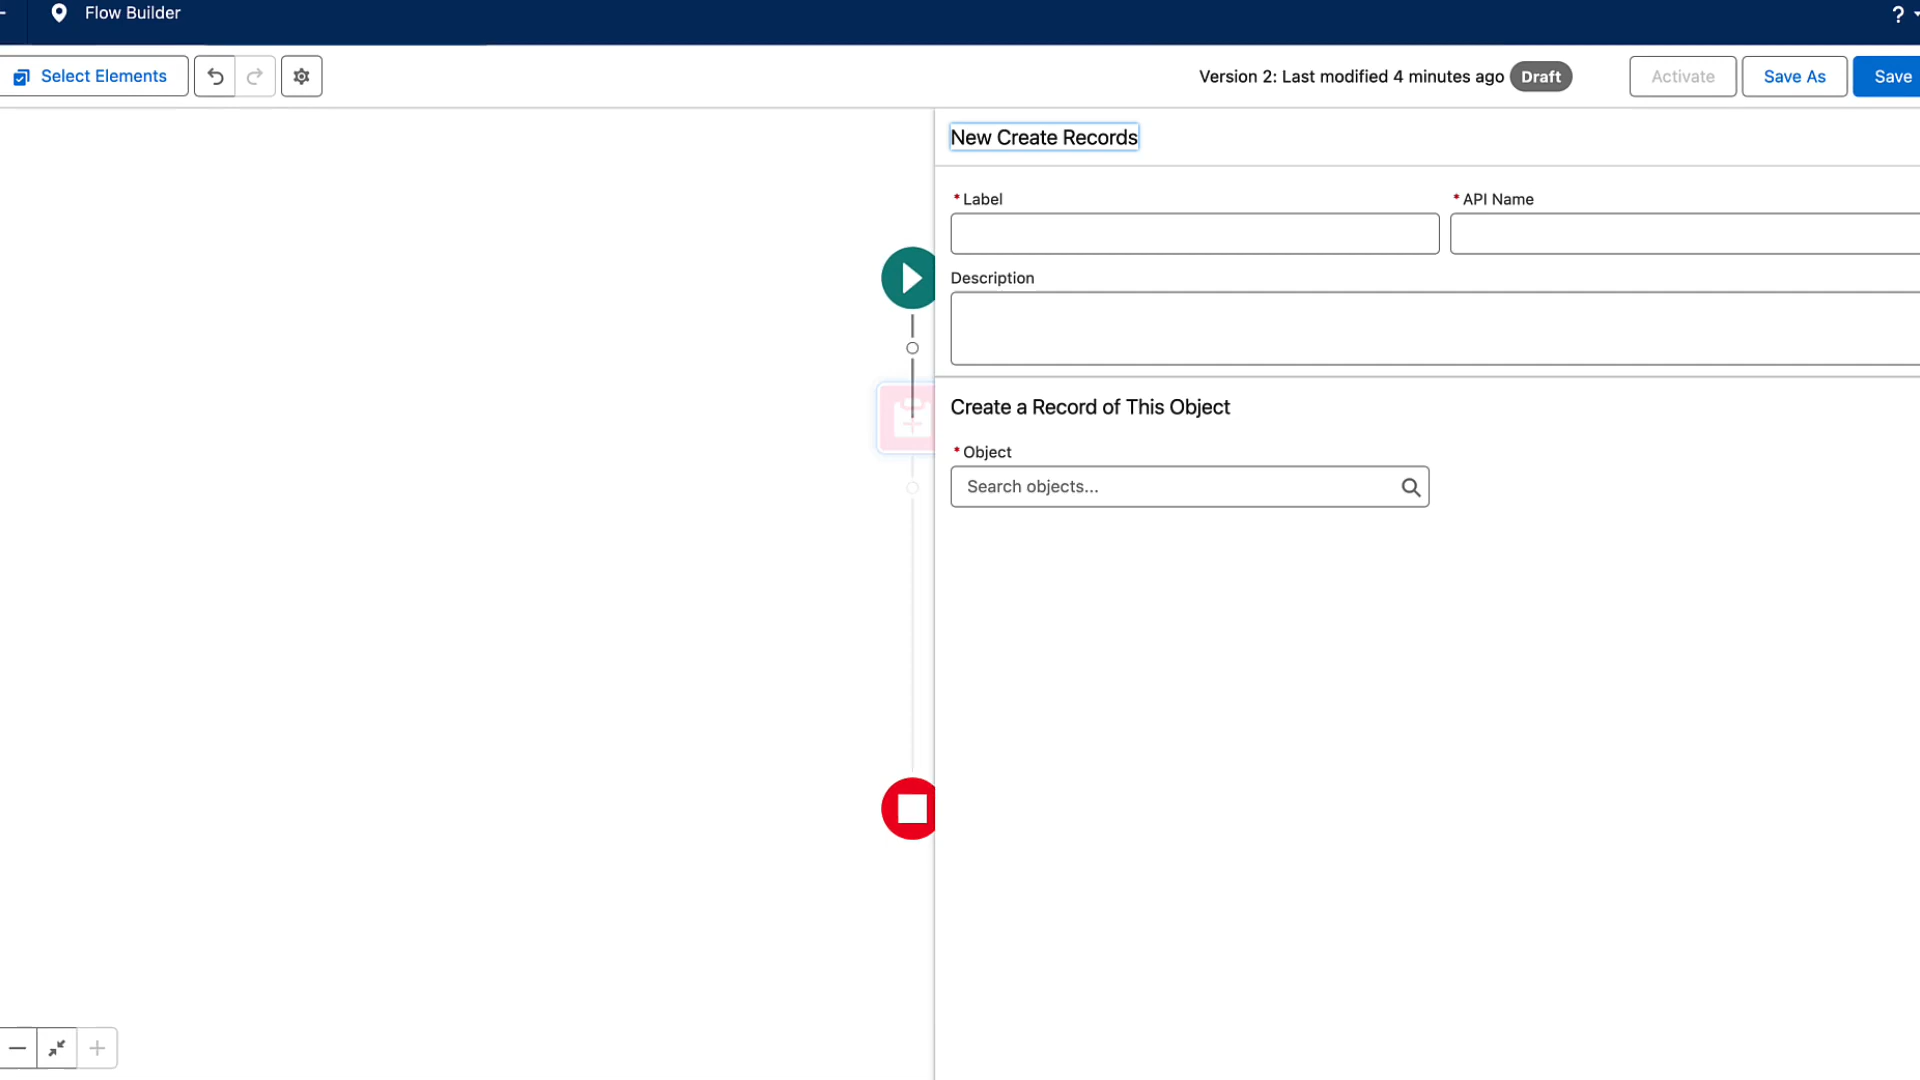 Flow Builder
?
Select Elements
Version 2: Last modified 4 minutes ago Draft
Activate
Save As
Save
New Create Records
* Label
* API Name
Description
Create a Record of This Object
* Object
Search objects...